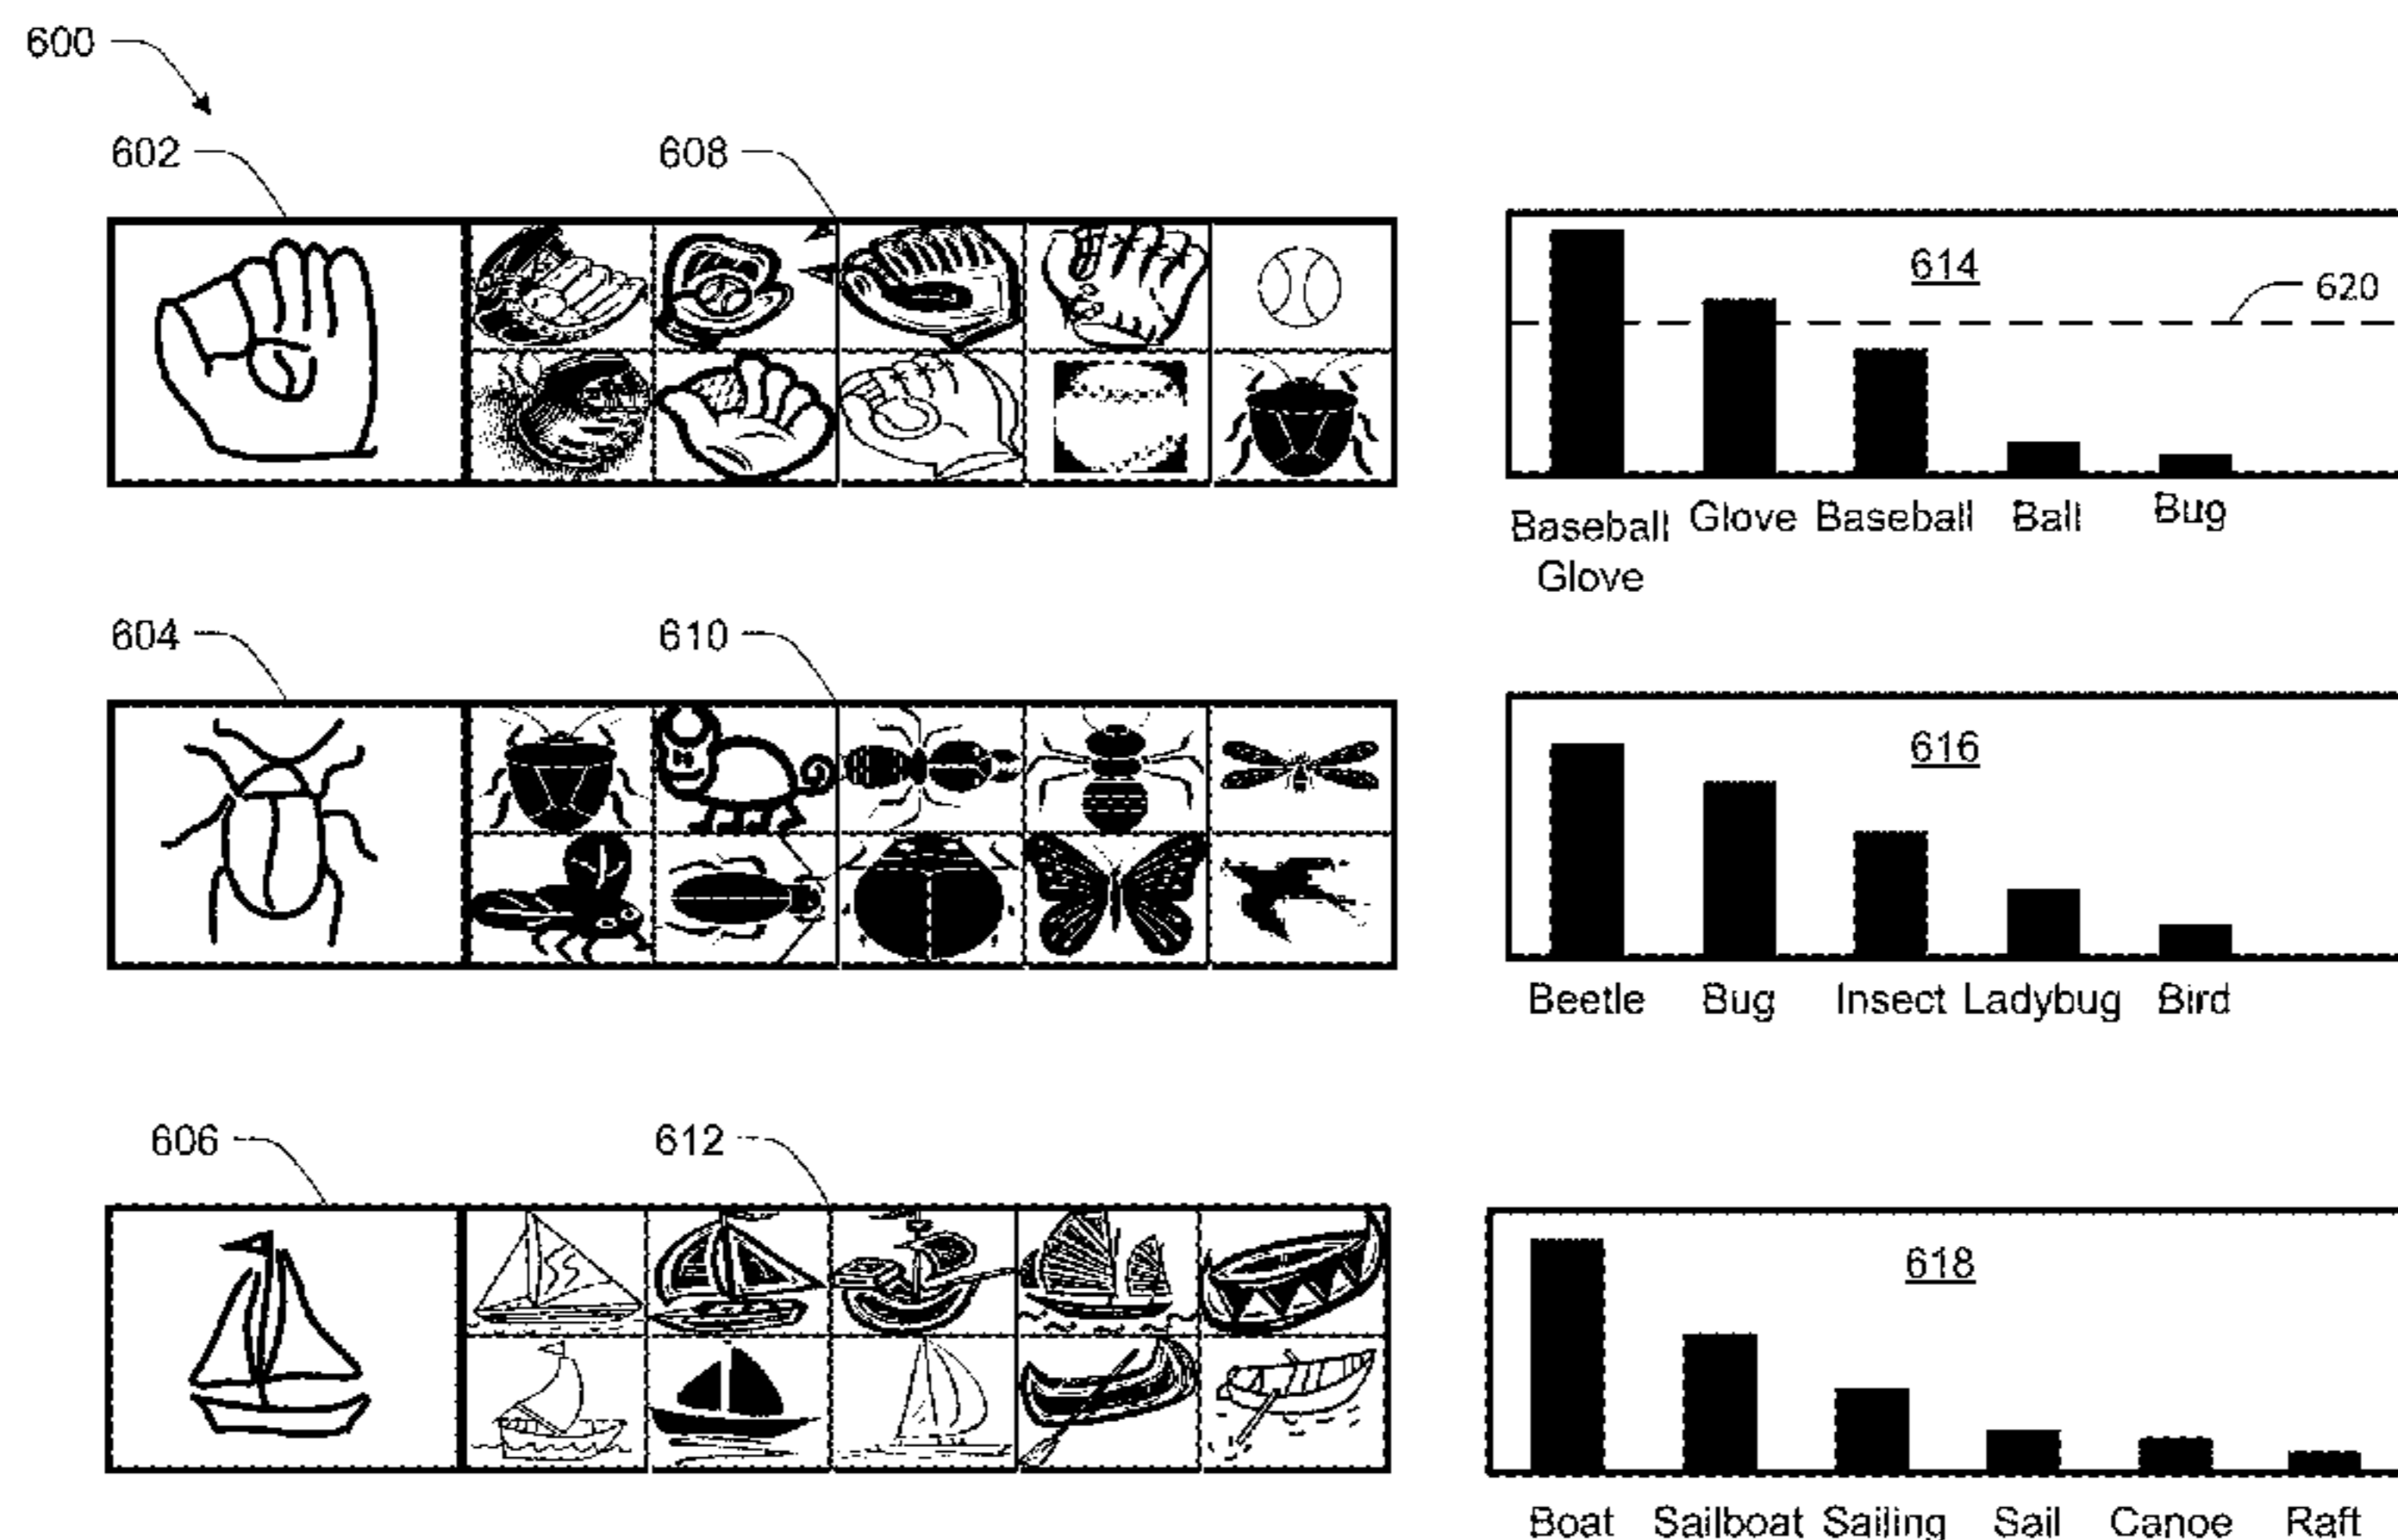 600
602
608
614
620
Baseball Glove Baseball Ball Bug
Glove
604
610
616
Beetle Bug Insect Ladybug Bird
606
612
618
Boat Sailboat Sailing Sail Canoe Raft